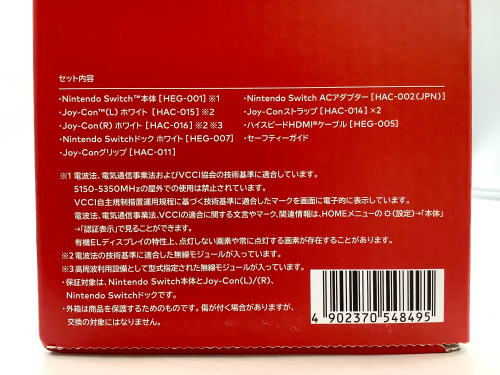 セット内容
・Nintendo Switch™本体［HEG-001］※1
・Joy-Con™(L) ホワイト［HAC-015］※2
・Joy-Con(R) ホワイト［HAC-016］※2 ※3
・Nintendo Switchドック ホワイト［HEG-007］
・Joy-Conグリップ［HAC-011］
・Nintendo Switch ACアダプター［HAC-002(JPN)］
・Joy-Conストラップ［HAC-014］×2
・ハイスピードHDMI®ケーブル［HEG-005］
・セーフティーガイド
※1 電波法、電気通信事業法およびVCCI協会の技術基準に適合しています。
5150-5350MHzの屋外での使用は禁止されています。
VCCI自主規制措置運用規程に基づく技術基準に適合したマークを画面に電子的に表示しています。
電波法、電気通信事業法、VCCIの適合に関する文言やマーク、関連情報は、HOMEメニューの（設定）→「本体」
→「認証表示」で見ることができます。
有機ELディスプレイの特性上、点灯しない画素や常に点灯する画素が存在することがあります。
※2 電波法の技術基準に適合した無線モジュールが入っています。
※3 高周波利用設備として型式指定された無線モジュールが入っています。
・保証対象は、Nintendo Switch本体とJoy-Con(L)/(R)、
Nintendo Switchドックです。
・外箱は商品を保護するためのものです。傷が付く場合がありますが、
交換の対象にはなりません。
4 902370 548495